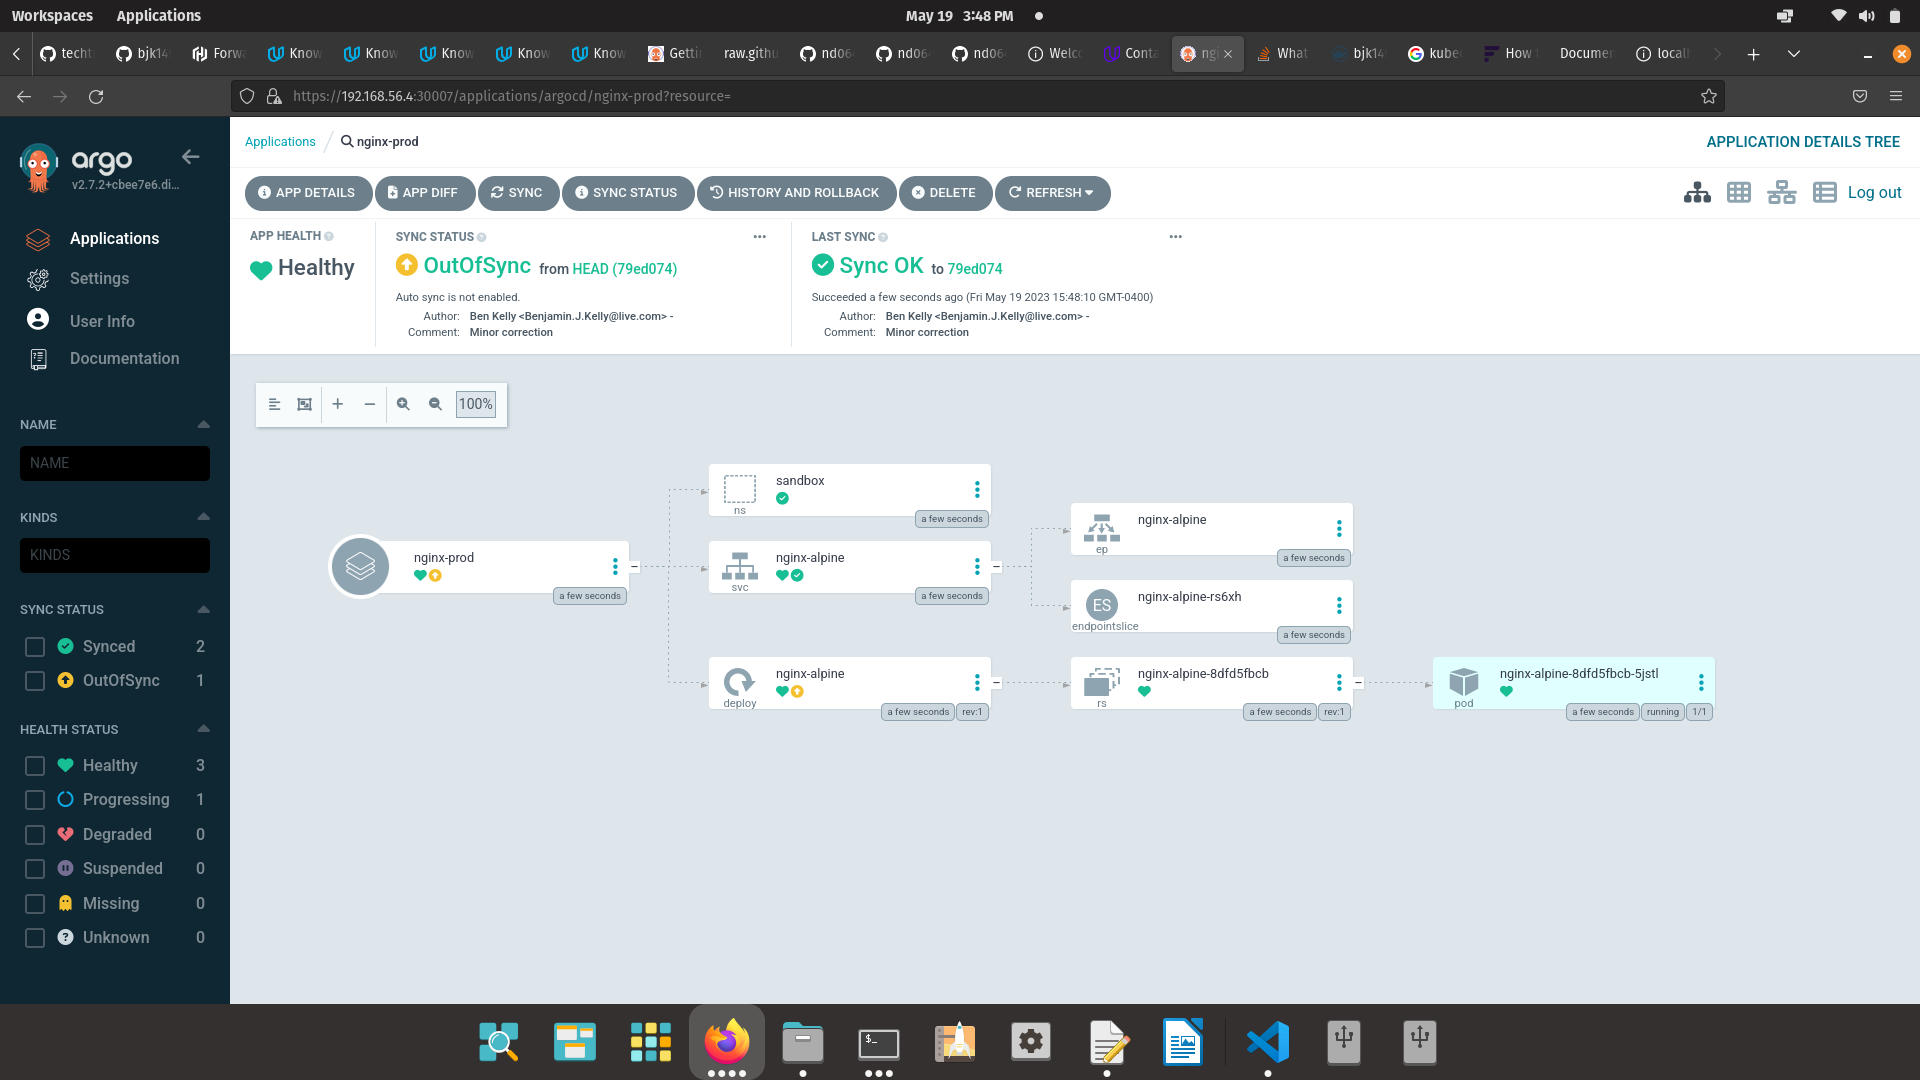 Workspaces Applications May 19 3:48 PM
techt bjk14 Forwa Know Know Know Know Know Getti raw.githu nd06 nd06 nd06 Welc Conta ngi What bjk14 kube How Documen local
https://192.168.56.4:30007/applications/argocd/nginx-prod?resource=
argo
v2.7.2+cbee7e6.di...
Applications
Settings
User Info
Documentation
NAME
NAME
KINDS
KINDS
SYNC STATUS
Synced 2
OutOfSync 1
HEALTH STATUS
Healthy 3
Progressing 1
Degraded 0
Suspended 0
Missing 0
Unknown 0
Applications / nginx-prod
APPLICATION DETAILS TREE
APP DETAILS APP DIFF SYNC SYNC STATUS HISTORY AND ROLLBACK DELETE REFRESH
Log out
APP HEALTH
Healthy
SYNC STATUS
OutOfSync from HEAD (79ed074)
Auto sync is not enabled.
Author: Ben Kelly <Benjamin.J.Kelly@live.com> -
Comment: Minor correction
LAST SYNC
Sync OK to 79ed074
Succeeded a few seconds ago (Fri May 19 2023 15:48:10 GMT-0400)
Author: Ben Kelly <Benjamin.J.Kelly@live.com> -
Comment: Minor correction
100%
nginx-prod
a few seconds
sandbox
ns
a few seconds
nginx-alpine
svc
a few seconds
nginx-alpine
ep
a few seconds
ES
nginx-alpine-rs6xh
endpointslice
a few seconds
nginx-alpine
deploy
a few seconds rev:1
nginx-alpine-8dfd5fbcb
rs
a few seconds rev:1
nginx-alpine-8dfd5fbcb-5jstl
pod
a few seconds running 1/1
$_